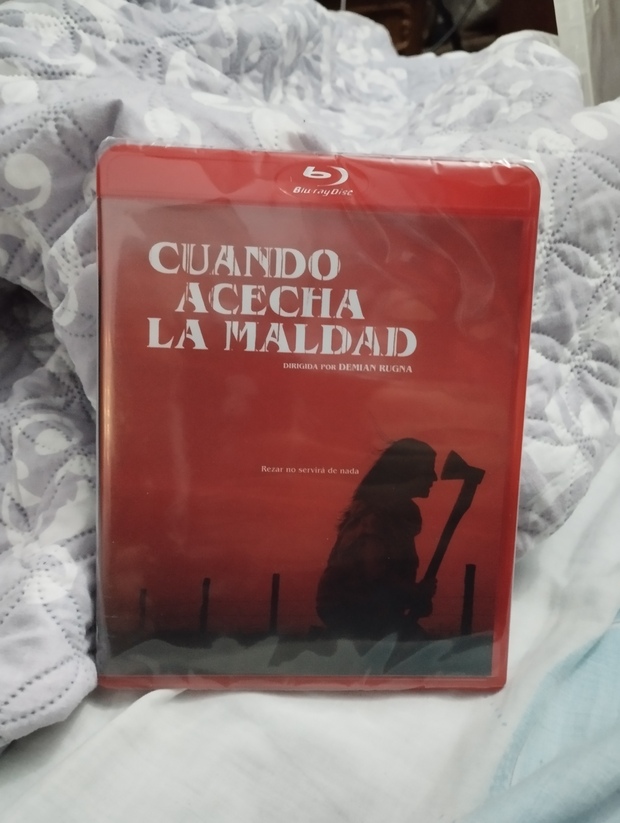 Blu-ray Disc
CUANDO
ACECHA
LA MALDAD
DIRIGIDA POR DEMIAN RUGNA
Rezar no servirá de nada